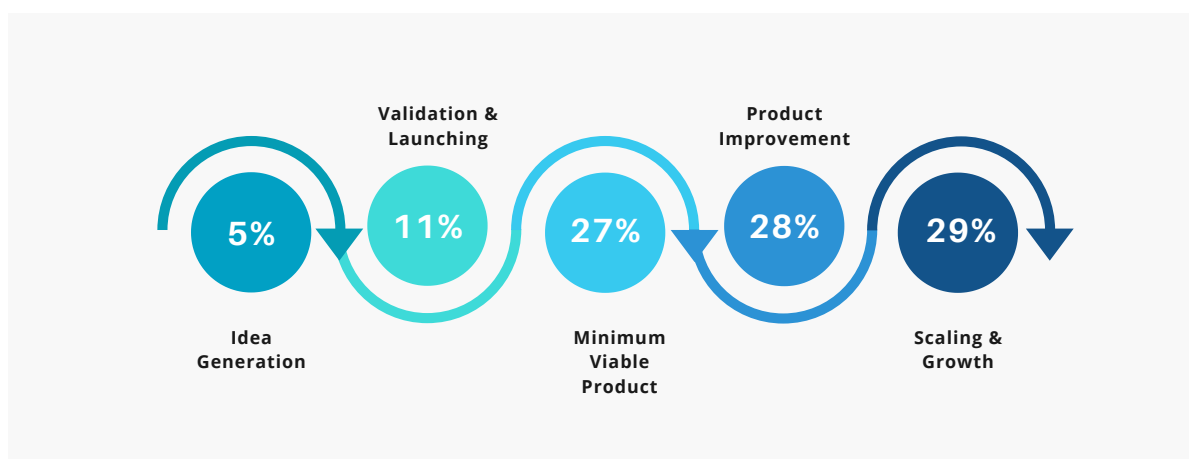 5%
Idea
Generation
Validation &
Launching
11%
27%
Minimum
Viable
Product
Product
Improvement
28%
29%
Scaling &
Growth